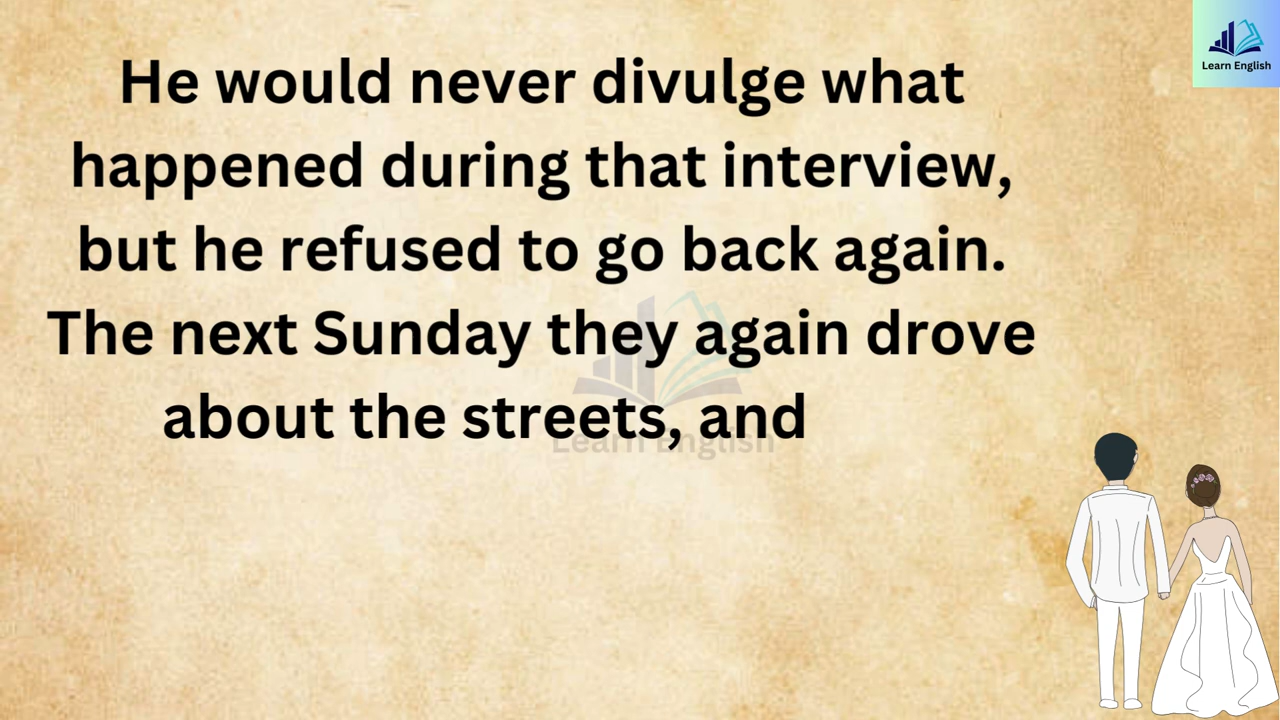 Learn English
He would never divulge what
happened during that interview,
but he refused to go back again.
The next Sunday they again drove
about the streets, and
Learn English